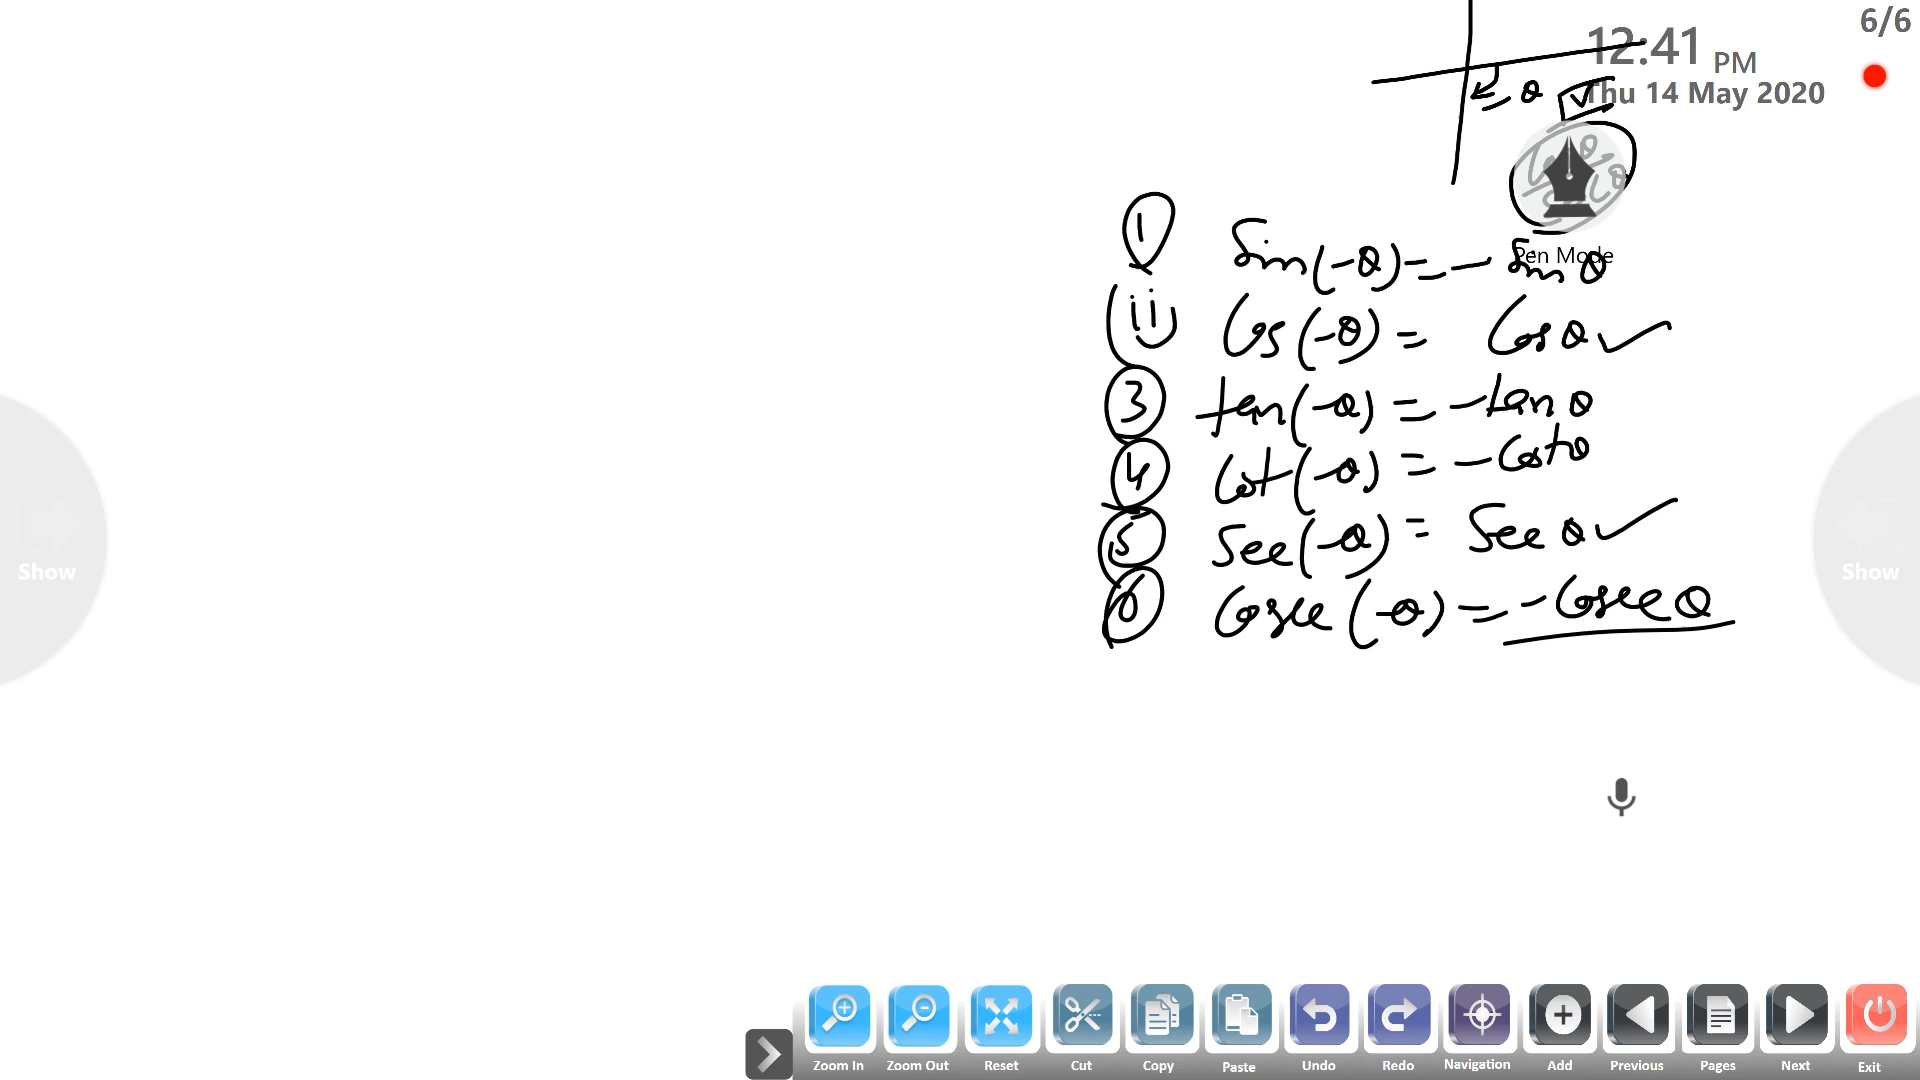 6/6
12:41 PM
Thu 14 May 2020
θ
Pen Mode
1 Sin(-θ) = - Sin θ
(ii) Cos(-θ) = Cos θ ✓
3 tan(-θ) = - tan θ
4 Cot(-θ) = - Cot θ
5 Sec(-θ) = Sec θ ✓
6 Cosec(-θ) = - Cosec θ
Show
Show
Zoom In Zoom Out Reset Cut Copy Paste Undo Redo Navigation Add Previous Pages Next Exit